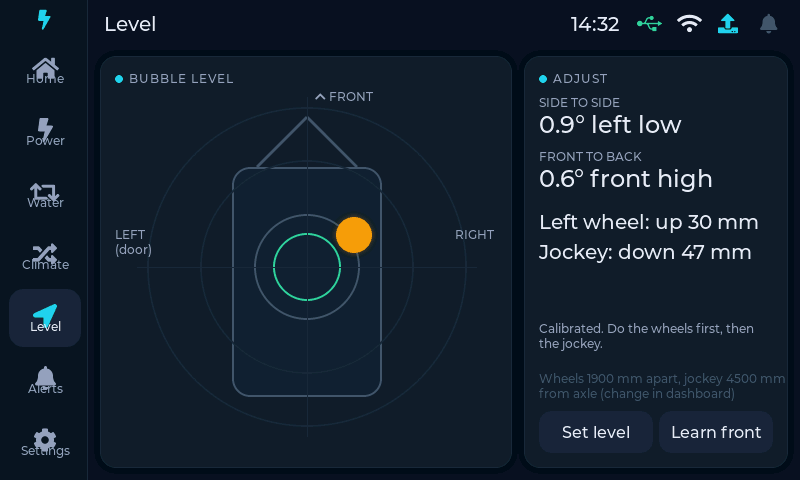 Level
14:32
Home
Power
Water
Climate
Level
Alerts
Settings
BUBBLE LEVEL
FRONT
LEFT
(door)
RIGHT
ADJUST
SIDE TO SIDE
0.9° left low
FRONT TO BACK
0.6° front high
Left wheel: up 30 mm
Jockey: down 47 mm
Calibrated. Do the wheels first, then
the jockey.
Wheels 1900 mm apart, jockey 4500 mm
from axle (change in dashboard)
Set level
Learn front